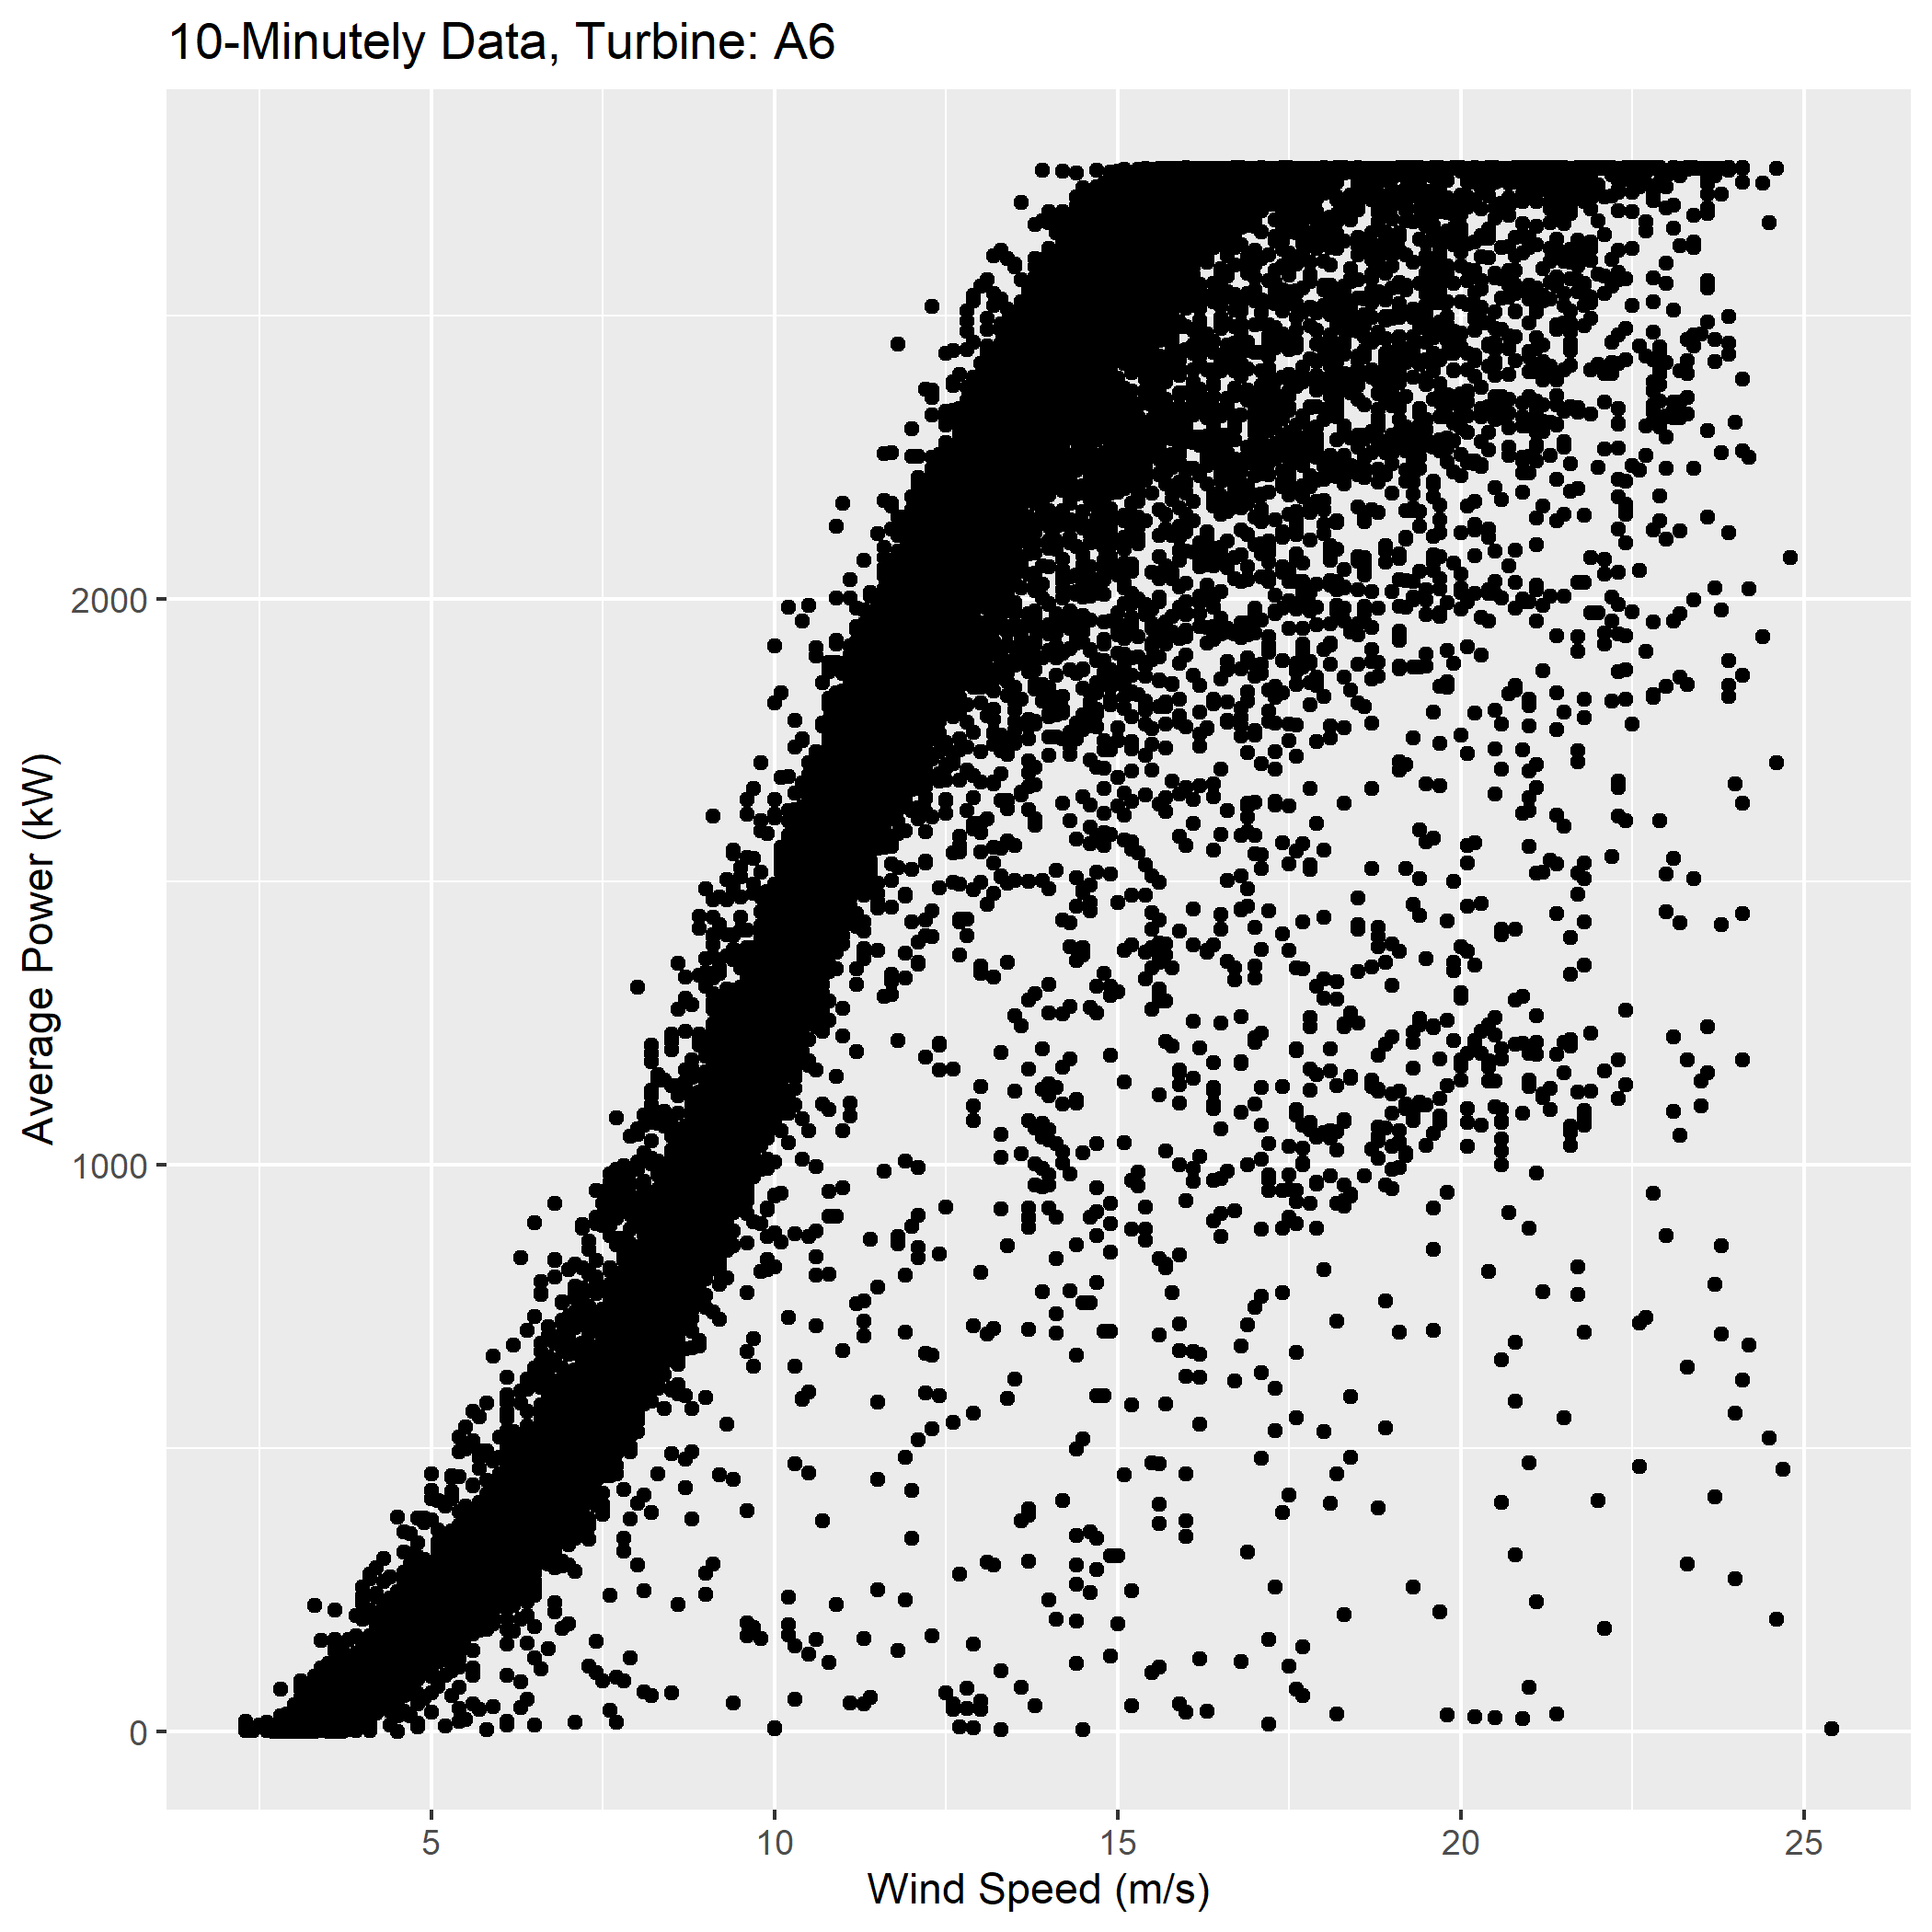 10-Minutely Data, Turbine: A6
Average Power (kW)
2000
1000
0
5 10 15 20 25
Wind Speed (m/s)